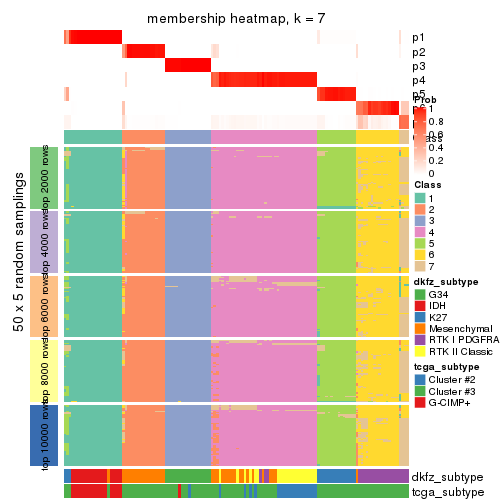 membership heatmap, k = 7
p1
p2
p3
p4
p5
Prob
1
0.8
0.6
0.4
0.2
0
Class
1
2
3
4
5
6
7
dkfz_subtype
G34
IDH
K27
Mesenchymal
RTK I PDGFRA
RTK II Classic
tcga_subtype
Cluster #2
Cluster #3
G-CIMP+
50 x 5 random samplings
top 2000 rows
top 4000 rows
top 6000 rows
top 8000 rows
top 10000 rows
dkfz_subtype
tcga_subtype